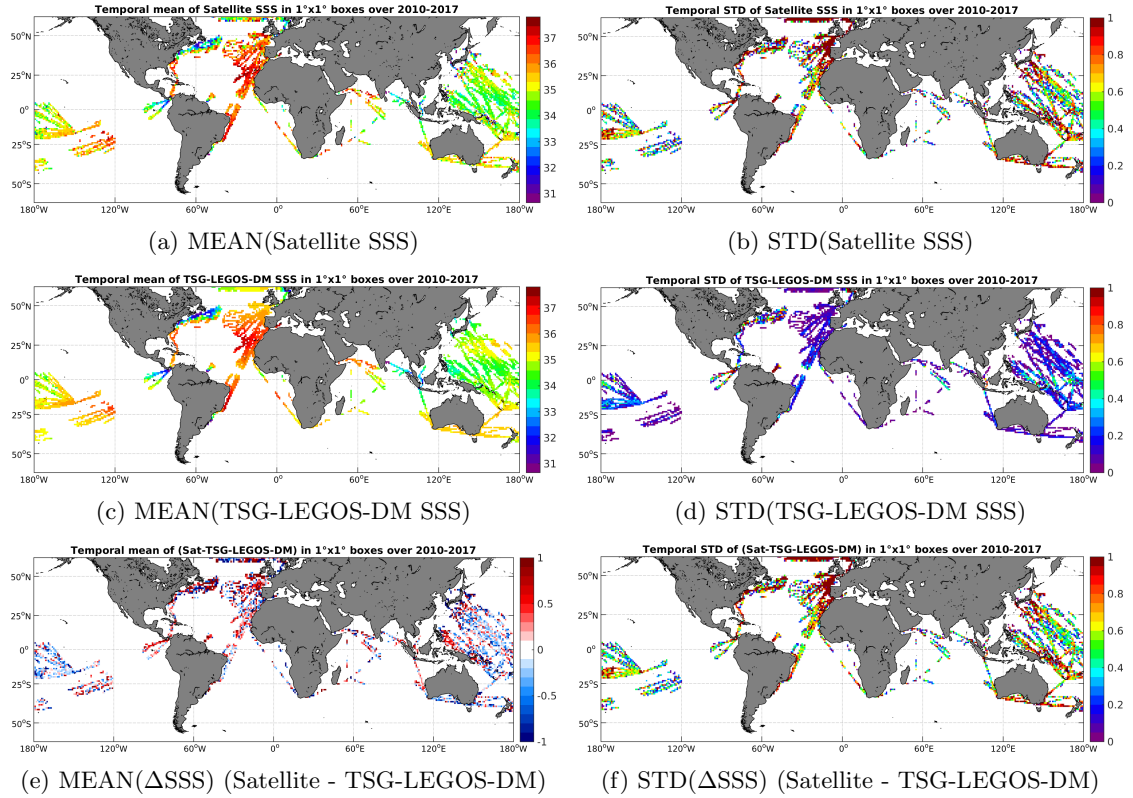 Temporal mean of Satellite SSS in 1°x1° boxes over 2010-2017
50°N
25°N
0°
25°S
50°S
180°W 120°W 60°W 0° 60°E 120°E 180°E
37
36
35
34
33
32
31
(a) MEAN(Satellite SSS)
Temporal STD of Satellite SSS in 1°x1° boxes over 2010-2017
50°N
25°N
0°
25°S
50°S
180°W 120°W 60°W 0° 60°E 120°E 180°E
1
0.8
0.6
0.4
0.2
0
(b) STD(Satellite SSS)
Temporal mean of TSG-LEGOS-DM SSS in 1°x1° boxes over 2010-2017
50°N
25°N
0°
25°S
50°S
180°W 120°W 60°W 0° 60°E 120°E 180°E
37
36
35
34
33
32
31
(c) MEAN(TSG-LEGOS-DM SSS)
Temporal STD of TSG-LEGOS-DM SSS in 1°x1° boxes over 2010-2017
50°N
25°N
0°
25°S
50°S
180°W 120°W 60°W 0° 60°E 120°E 180°E
1
0.8
0.6
0.4
0.2
0
(d) STD(TSG-LEGOS-DM SSS)
Temporal mean of (Sat-TSG-LEGOS-DM) in 1°x1° boxes over 2010-2017
50°N
25°N
0°
25°S
50°S
180°W 120°W 60°W 0° 60°E 120°E 180°E
1
0.5
0
-0.5
-1
(e) MEAN(ΔSSS) (Satellite - TSG-LEGOS-DM)
Temporal STD of (Sat-TSG-LEGOS-DM) in 1°x1° boxes over 2010-2017
50°N
25°N
0°
25°S
50°S
180°W 120°W 60°W 0° 60°E 120°E 180°E
1
0.8
0.6
0.4
0.2
0
(f) STD(ΔSSS) (Satellite - TSG-LEGOS-DM)